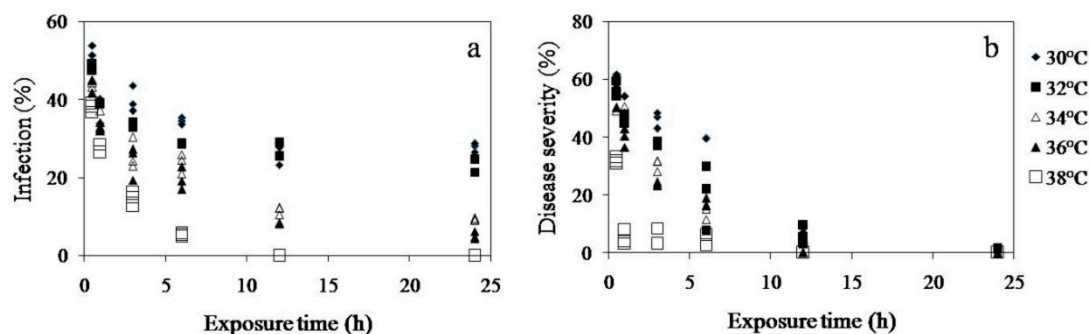 a
Infection (%)
60
40
20
0
0 5 10 15 20 25
Exposure time (h)
b
Disease severity (%)
80
60
40
20
0
0 5 10 15 20 25
Exposure time (h)
30°C
32°C
34°C
36°C
38°C